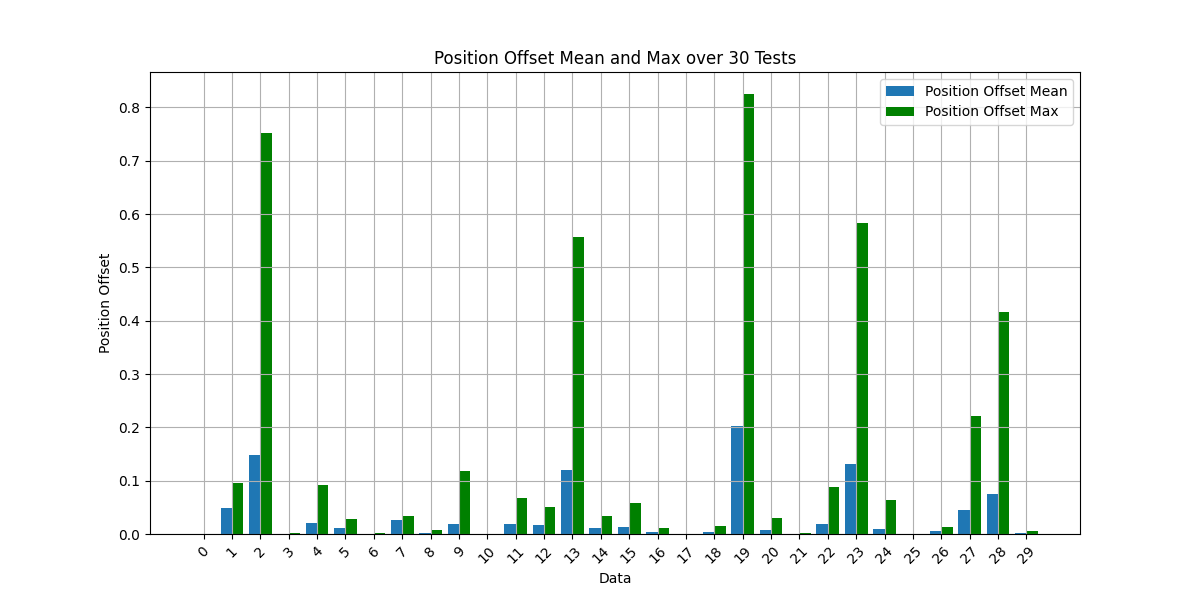 Position Offset Mean and Max over 30 Tests
Position Offset Mean
Position Offset Max
0.8
0.7
0.6
0.5
0.4
0.3
0.2
0.1
0.0
Position Offset
0 1 2 3 4 5 6 7 8 9 10 11 12 13 14 15 16 17 18 19 20 21 22 23 24 25 26 27 28 29
Data